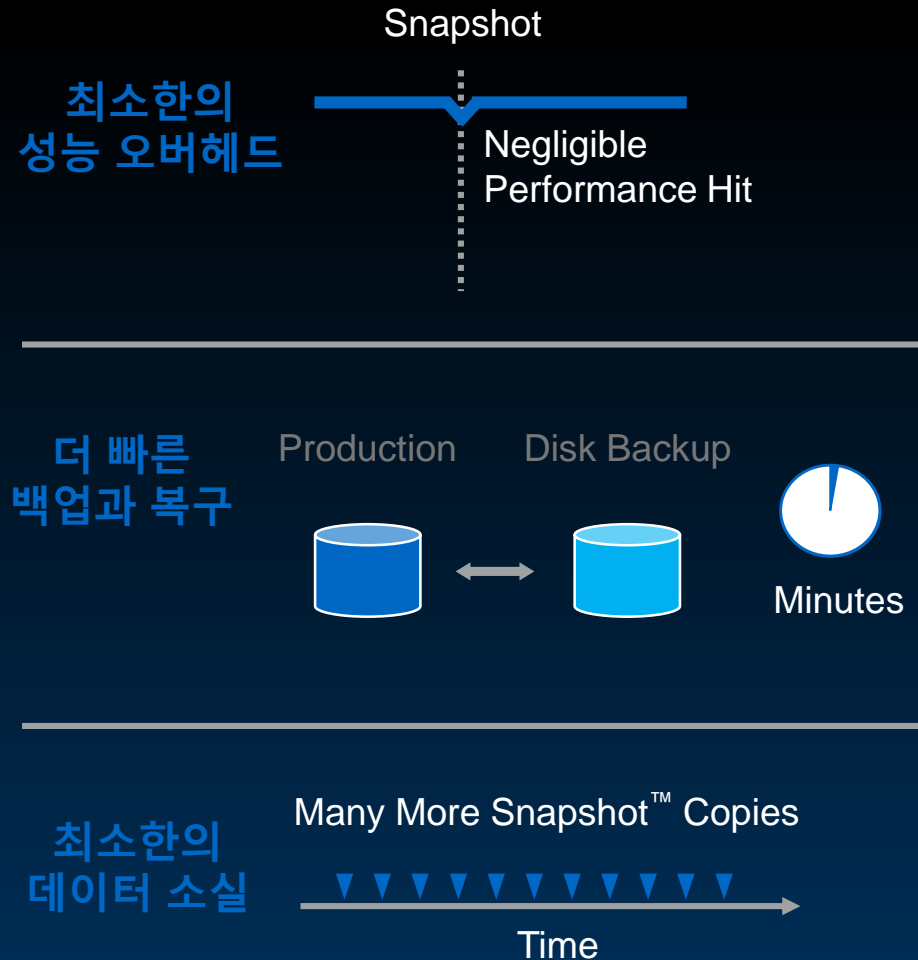 Snapshot
최소한의
성능 오버헤드
Negligible
Performance Hit
더 빠른
백업과 복구
Production
Disk Backup
Minutes
최소한의
데이터 소실
Many More Snapshot™ Copies
Time